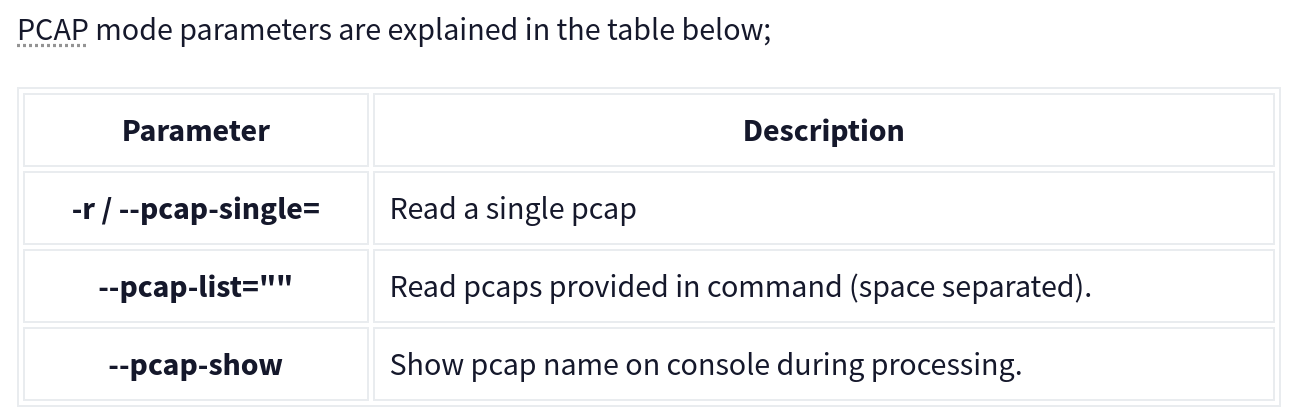 PCAP mode parameters are explained in the table below;
Parameter Description
-r / --pcap-single= Read a single pcap
--pcap-list="" Read pcaps provided in command (space separated).
--pcap-show Show pcap name on console during processing.